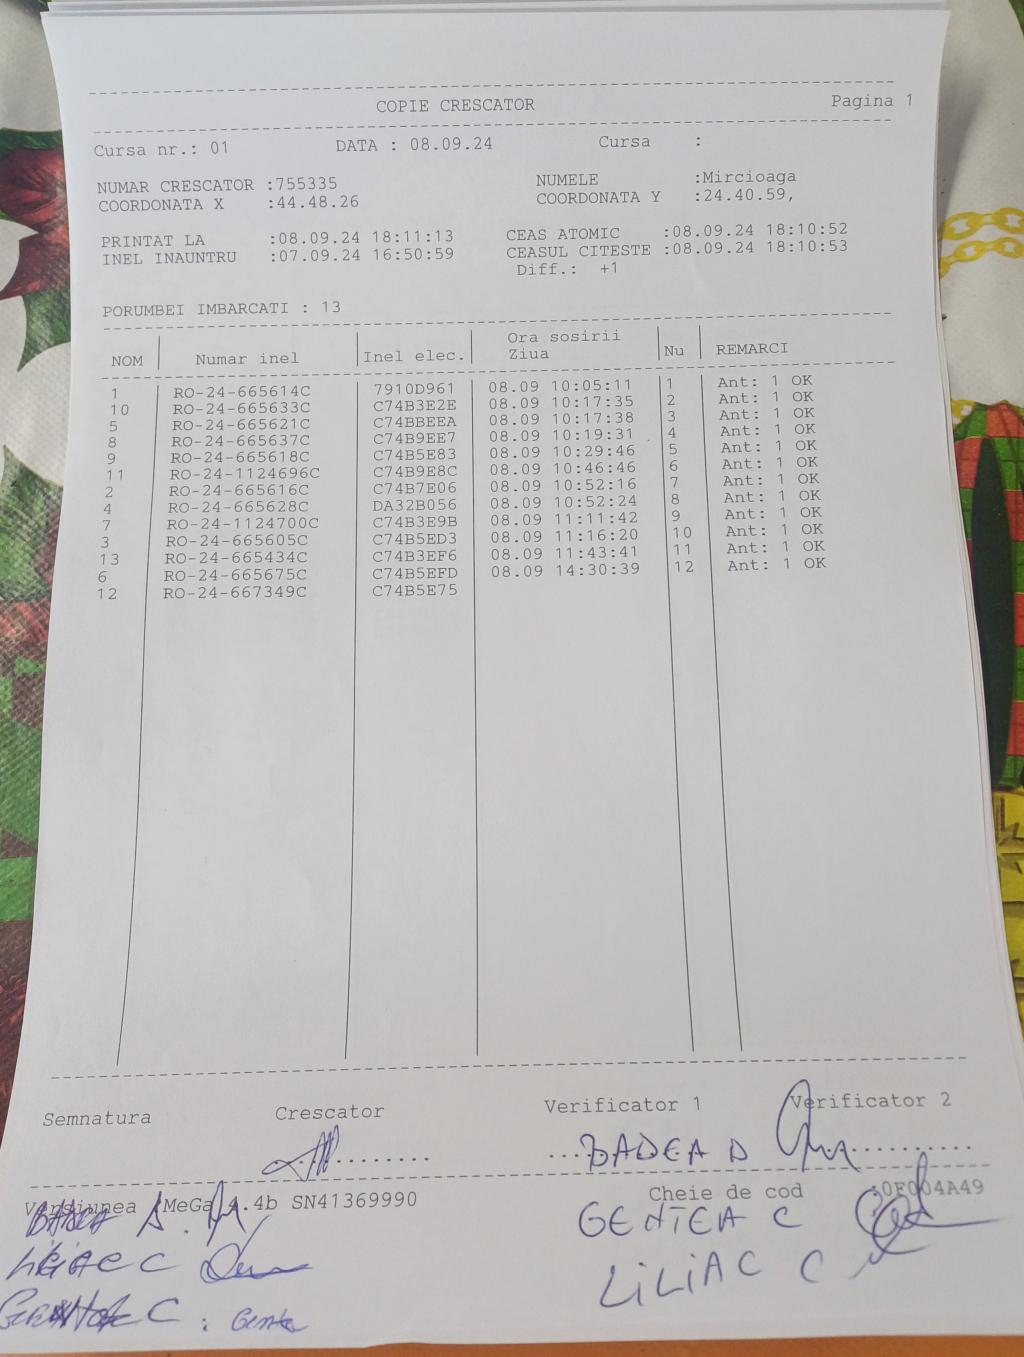 COPIE CRESCATOR Pagina 1
Cursa nr.: 01 DATA : 08.09.24 Cursa :
NUMAR CRESCATOR :755335 NUMELE :Mircioaga
COORDONATA X :44.48.26 COORDONATA Y :24.40.59,
PRINTAT LA :08.09.24 18:11:13 CEAS ATOMIC :08.09.24 18:10:52
INEL INAUNTRU :07.09.24 16:50:59 CEASUL CITESTE :08.09.24 18:10:53
Diff.: +1
PORUMBEI IMBARCATI : 13
NOM Numar inel Inel elec. Ora sosirii Ziua Nu REMARCI
1 RO-24-665614C 7910D961 08.09 10:05:11 1 Ant: 1 OK
10 RO-24-665633C C74B3E2E 08.09 10:17:35 2 Ant: 1 OK
5 RO-24-665621C C74BBEEA 08.09 10:17:38 3 Ant: 1 OK
8 RO-24-665637C C74B9EE7 08.09 10:19:31 4 Ant: 1 OK
9 RO-24-665618C C74B5E83 08.09 10:29:46 5 Ant: 1 OK
11 RO-24-1124696C C74B9E8C 08.09 10:46:46 6 Ant: 1 OK
2 RO-24-665616C C74B7E06 08.09 10:52:16 7 Ant: 1 OK
4 RO-24-665628C DA32B056 08.09 10:52:24 8 Ant: 1 OK
7 RO-24-1124700C C74B3E9B 08.09 11:11:42 9 Ant: 1 OK
3 RO-24-665605C C74B5ED3 08.09 11:16:20 10 Ant: 1 OK
13 RO-24-665434C C74B3EF6 08.09 11:43:41 11 Ant: 1 OK
6 RO-24-665675C C74B5EFD 08.09 14:30:39 12 Ant: 1 OK
12 RO-24-667349C C74B5E75
Semnatura Crescator Verificator 1 Verificator 2
BADEA D
Versiunea MeGa 4.4b SN41369990 Cheie de cod :0F004A49
GENTEA C
LILIAC C